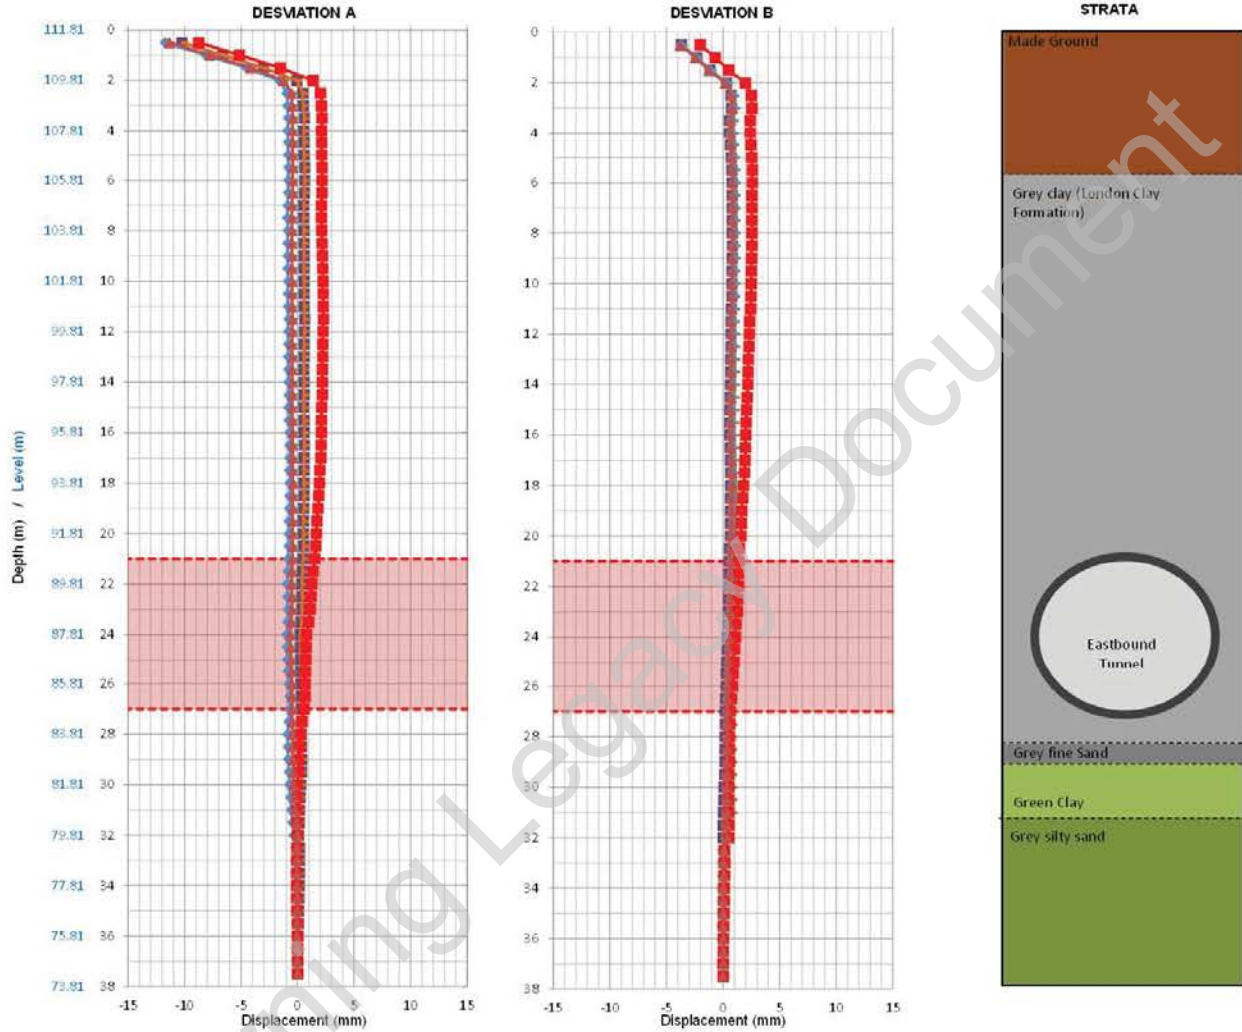 DESVIATION A
DESVIATION B
STRATA
111.81 0
109.81 2
107.81 4
105.81 6
103.81 8
101.81 10
99.81 12
97.81 14
95.81 16
93.81 18
91.81 20
89.81 22
87.81 24
85.81 26
83.81 28
81.81 30
79.81 32
77.81 34
75.81 36
73.81 38
Depth (m) / Level (m)
-15 -10 -5 0 5 10 15
Displacement (mm)
0
2
4
6
8
10
12
14
16
18
20
22
24
26
28
30
32
34
36
38
-15 -10 -5 0 5 10 15
Displacement (mm)
Made Ground
Grey clay (London Clay
Formation)
Eastbound
Tunnel
Grey fine Sand
Green Clay
Grey silty sand
ning Legacy Document